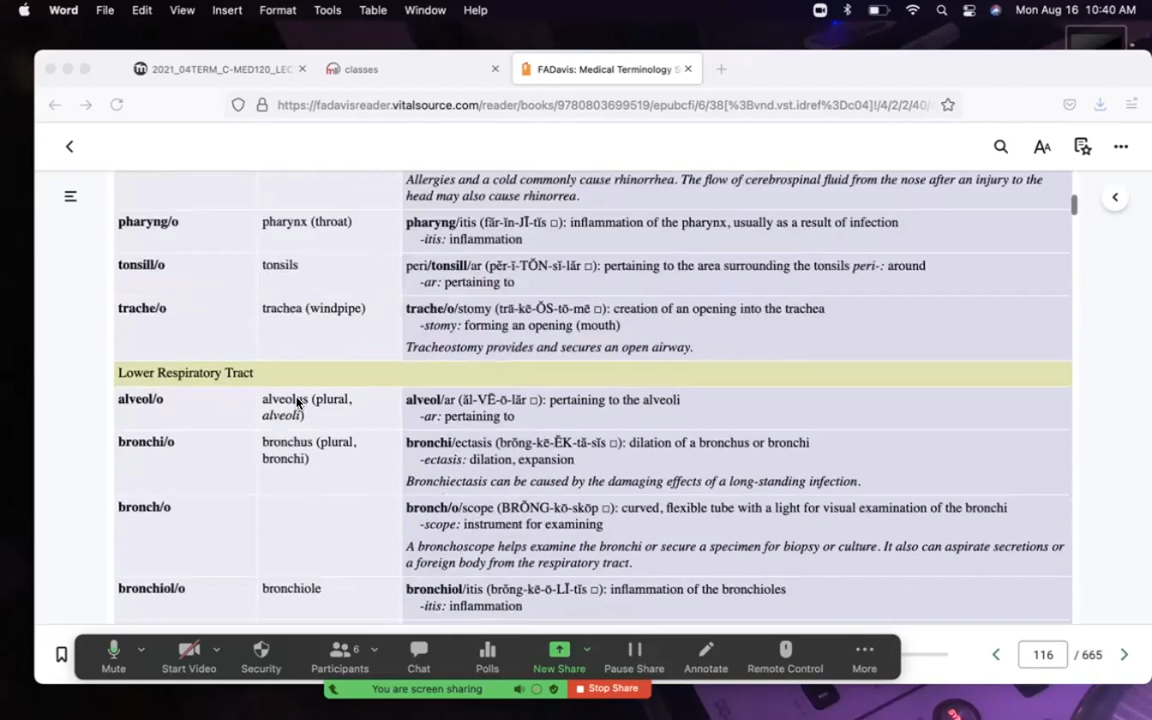 Word File Edit View Insert Format Tools Table Window Help Mon Aug 16 10:40 AM
2021_04TERM_C-MED120_LEC classes FADavis: Medical Terminology S
https://fadavisreader.vitalsource.com/reader/books/9780803699519/epubcfi/6/38[%3Bvnd.vst.idref%3Dc04]!/4/2/2/40/
AA
Allergies and a cold commonly cause rhinorrea. The flow of cerebrospinal fluid from the nose after an injury to the
head may also cause rhinorrea.
pharyng/o pharynx (throat) pharyng/itis (făr-ĭn-JĪ-tĭs □): inflammation of the pharynx, usually as a result of infection
-itis: inflammation
tonsill/o tonsils peri/tonsill/ar (pĕr-ĭ-TŎN-sĭ-lăr □): pertaining to the area surrounding the tonsils peri-: around
-ar: pertaining to
trache/o trachea (windpipe) trache/o/stomy (trā-kē-ŎS-tō-mē □): creation of an opening into the trachea
-stomy: forming an opening (mouth)
Tracheostomy provides and secures an open airway.
Lower Respiratory Tract
alveol/o alveolus (plural, alveol/ar (ăl-VĒ-ō-lăr □): pertaining to the alveoli
alveoli) -ar: pertaining to
bronchi/o bronchus (plural, bronchi/ectasis (brŏng-kē-ĔK-tă-sĭs □): dilation of a bronchus or bronchi
bronchi) -ectasis: dilation, expansion
Bronchiectasis can be caused by the damaging effects of a long-standing infection.
bronch/o bronch/o/scope (BRŎNG-kō-skōp □): curved, flexible tube with a light for visual examination of the bronchi
-scope: instrument for examining
A bronchoscope helps examine the bronchi or secure a specimen for biopsy or culture. It also can aspirate secretions or
a foreign body from the respiratory tract.
bronchiol/o bronchiole bronchiol/itis (brŏng-kē-ō-LĪ-tĭs □): inflammation of the bronchioles
-itis: inflammation
6
Mute Start Video Security Participants Chat Polls New Share Pause Share Annotate Remote Control More
116 / 665
You are screen sharing Stop Share